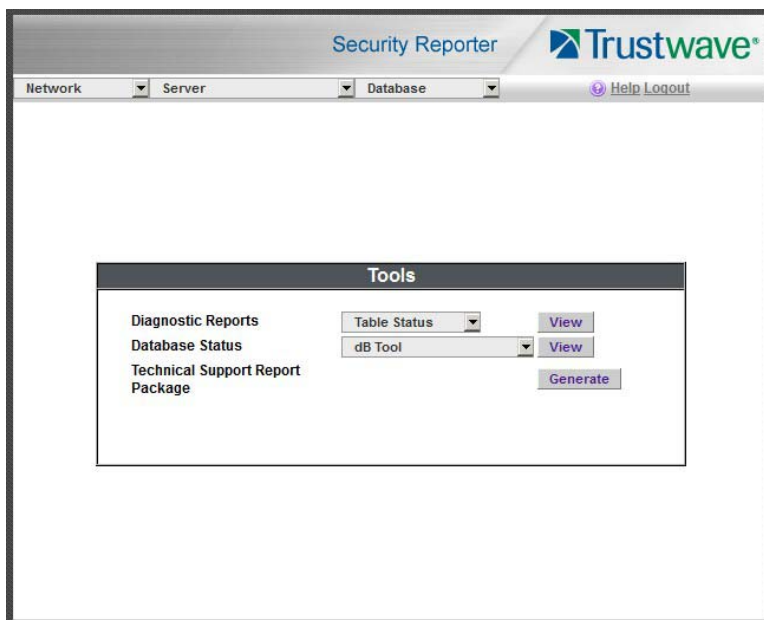 Security Reporter
Trustwave®
Network Server Database Help Logout
Tools
Diagnostic Reports Table Status View
Database Status dB Tool View
Technical Support Report
Package
Generate